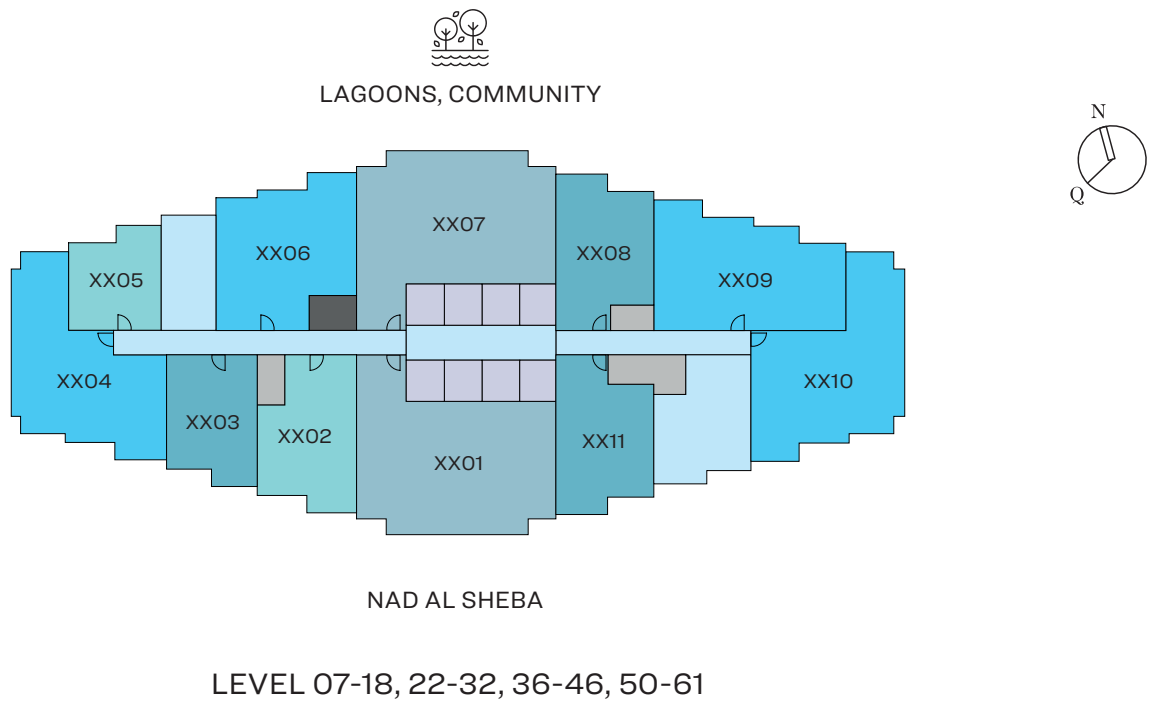 LAGOONS, COMMUNITY
N
Q
XX07
XX06
XX08
XX05
XX09
XX04
XX10
XX03
XX02
XX11
XX01
NAD AL SHEBA
LEVEL 07-18, 22-32, 36-46, 50-61